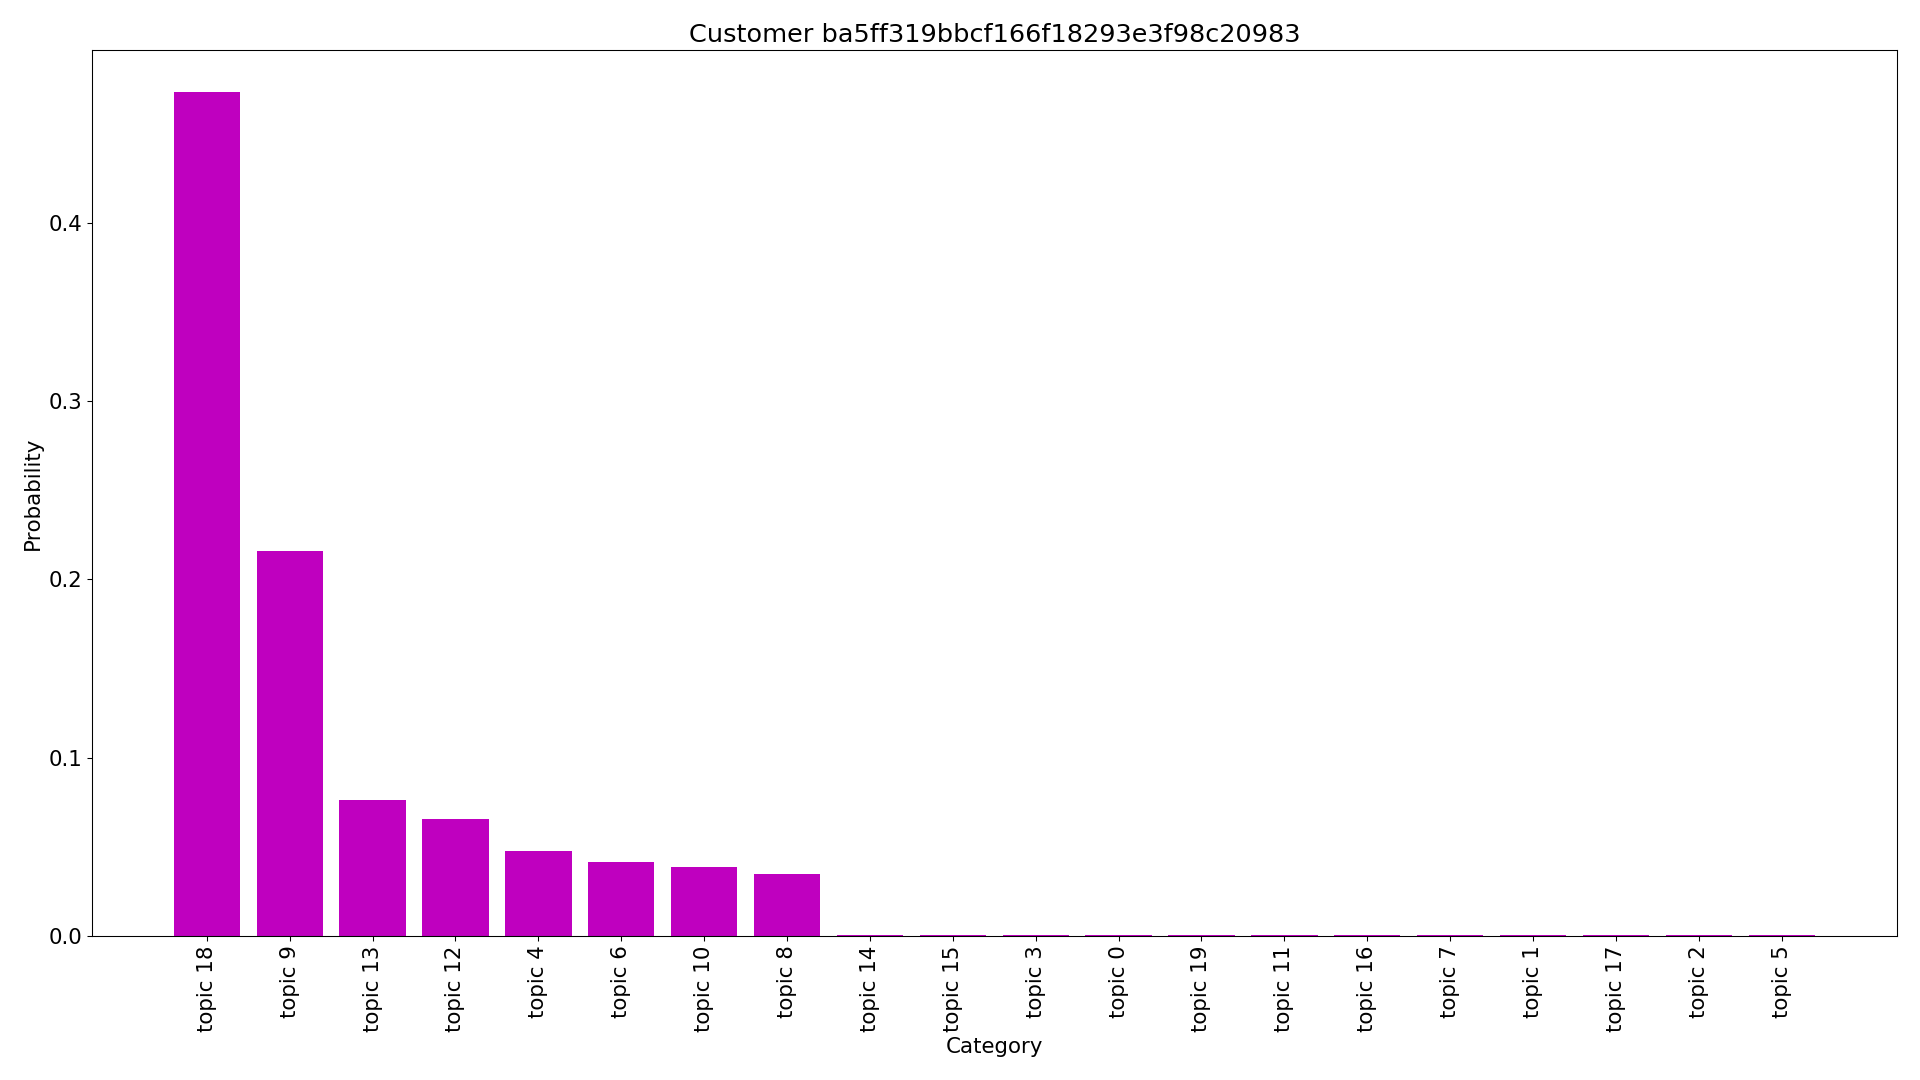 Customer ba5ff319bbcf166f18293e3f98c20983
Probability
0.4
0.3
0.2
0.1
0.0
topic 18
topic 9
topic 13
topic 12
topic 4
topic 6
topic 10
topic 8
topic 14
topic 15
topic 3
topic 0
topic 19
topic 11
topic 16
topic 7
topic 1
topic 17
topic 2
topic 5
Category